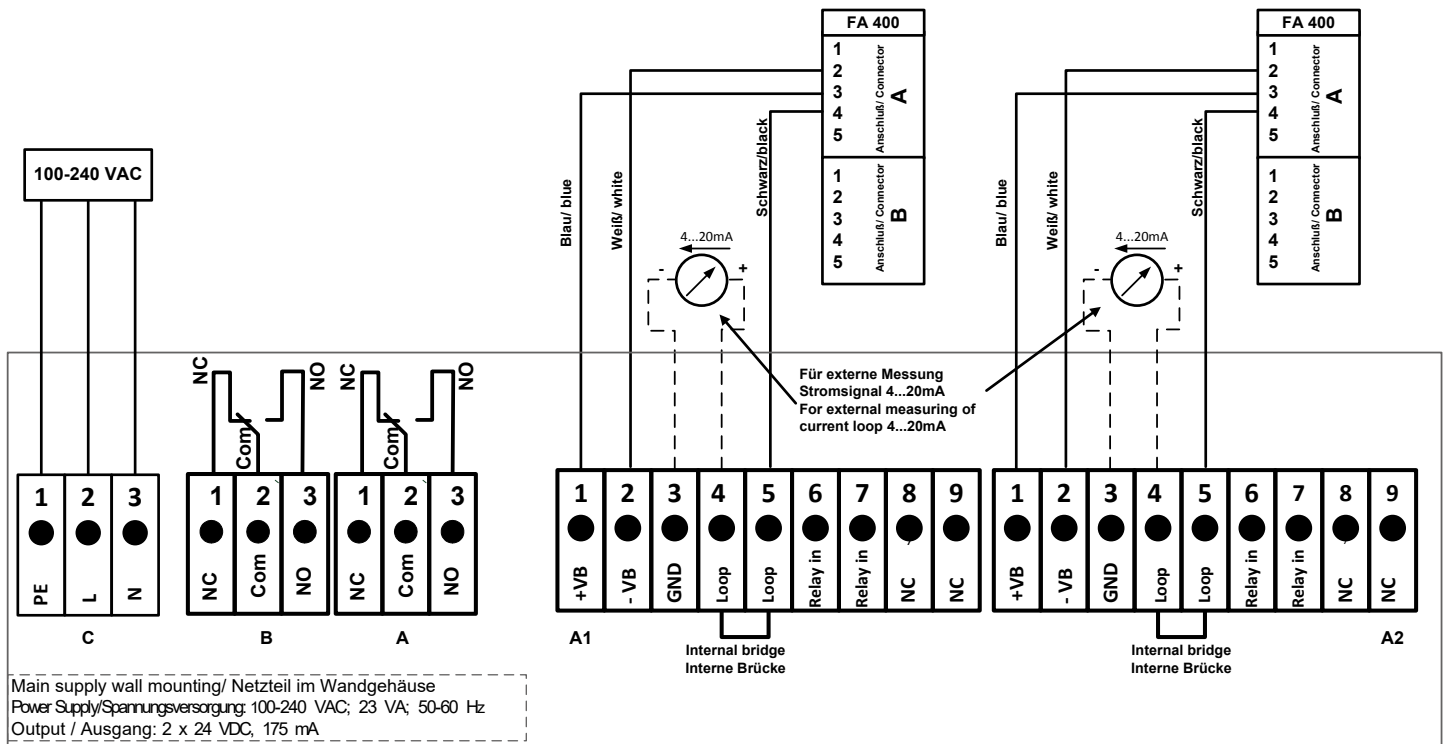 FA 400
1
2
3
4
5
Anschluß/ Connector
A
1
2
3
4
5
Anschluß/ Connector
B
FA 400
1
2
3
4
5
Anschluß/ Connector
A
1
2
3
4
5
Anschluß/ Connector
B
100-240 VAC
Blau/ blue
Weiß/ white
4...20mA
- +
Schwarz/black
Blau/ blue
Weiß/ white
4...20mA
- +
Schwarz/black
Für externe Messung
Stromsignal 4...20mA
For external measuring of
current loop 4...20mA
NC
Com
NO
NC
Com
NO
1 2 3
PE L N
C
1 2 3
NC Com NO
B
1 2 3
NC Com NO
A
1 2 3 4 5 6 7 8 9
+VB - VB GND Loop Loop Relay in Relay in NC NC
A1
Internal bridge
Interne Brücke
1 2 3 4 5 6 7 8 9
+VB - VB GND Loop Loop Relay in Relay in NC NC
A2
Internal bridge
Interne Brücke
Main supply wall mounting/ Netzteil im Wandgehäuse
Power Supply/Spannungsversorgung: 100-240 VAC; 23 VA; 50-60 Hz
Output / Ausgang: 2 x 24 VDC, 175 mA